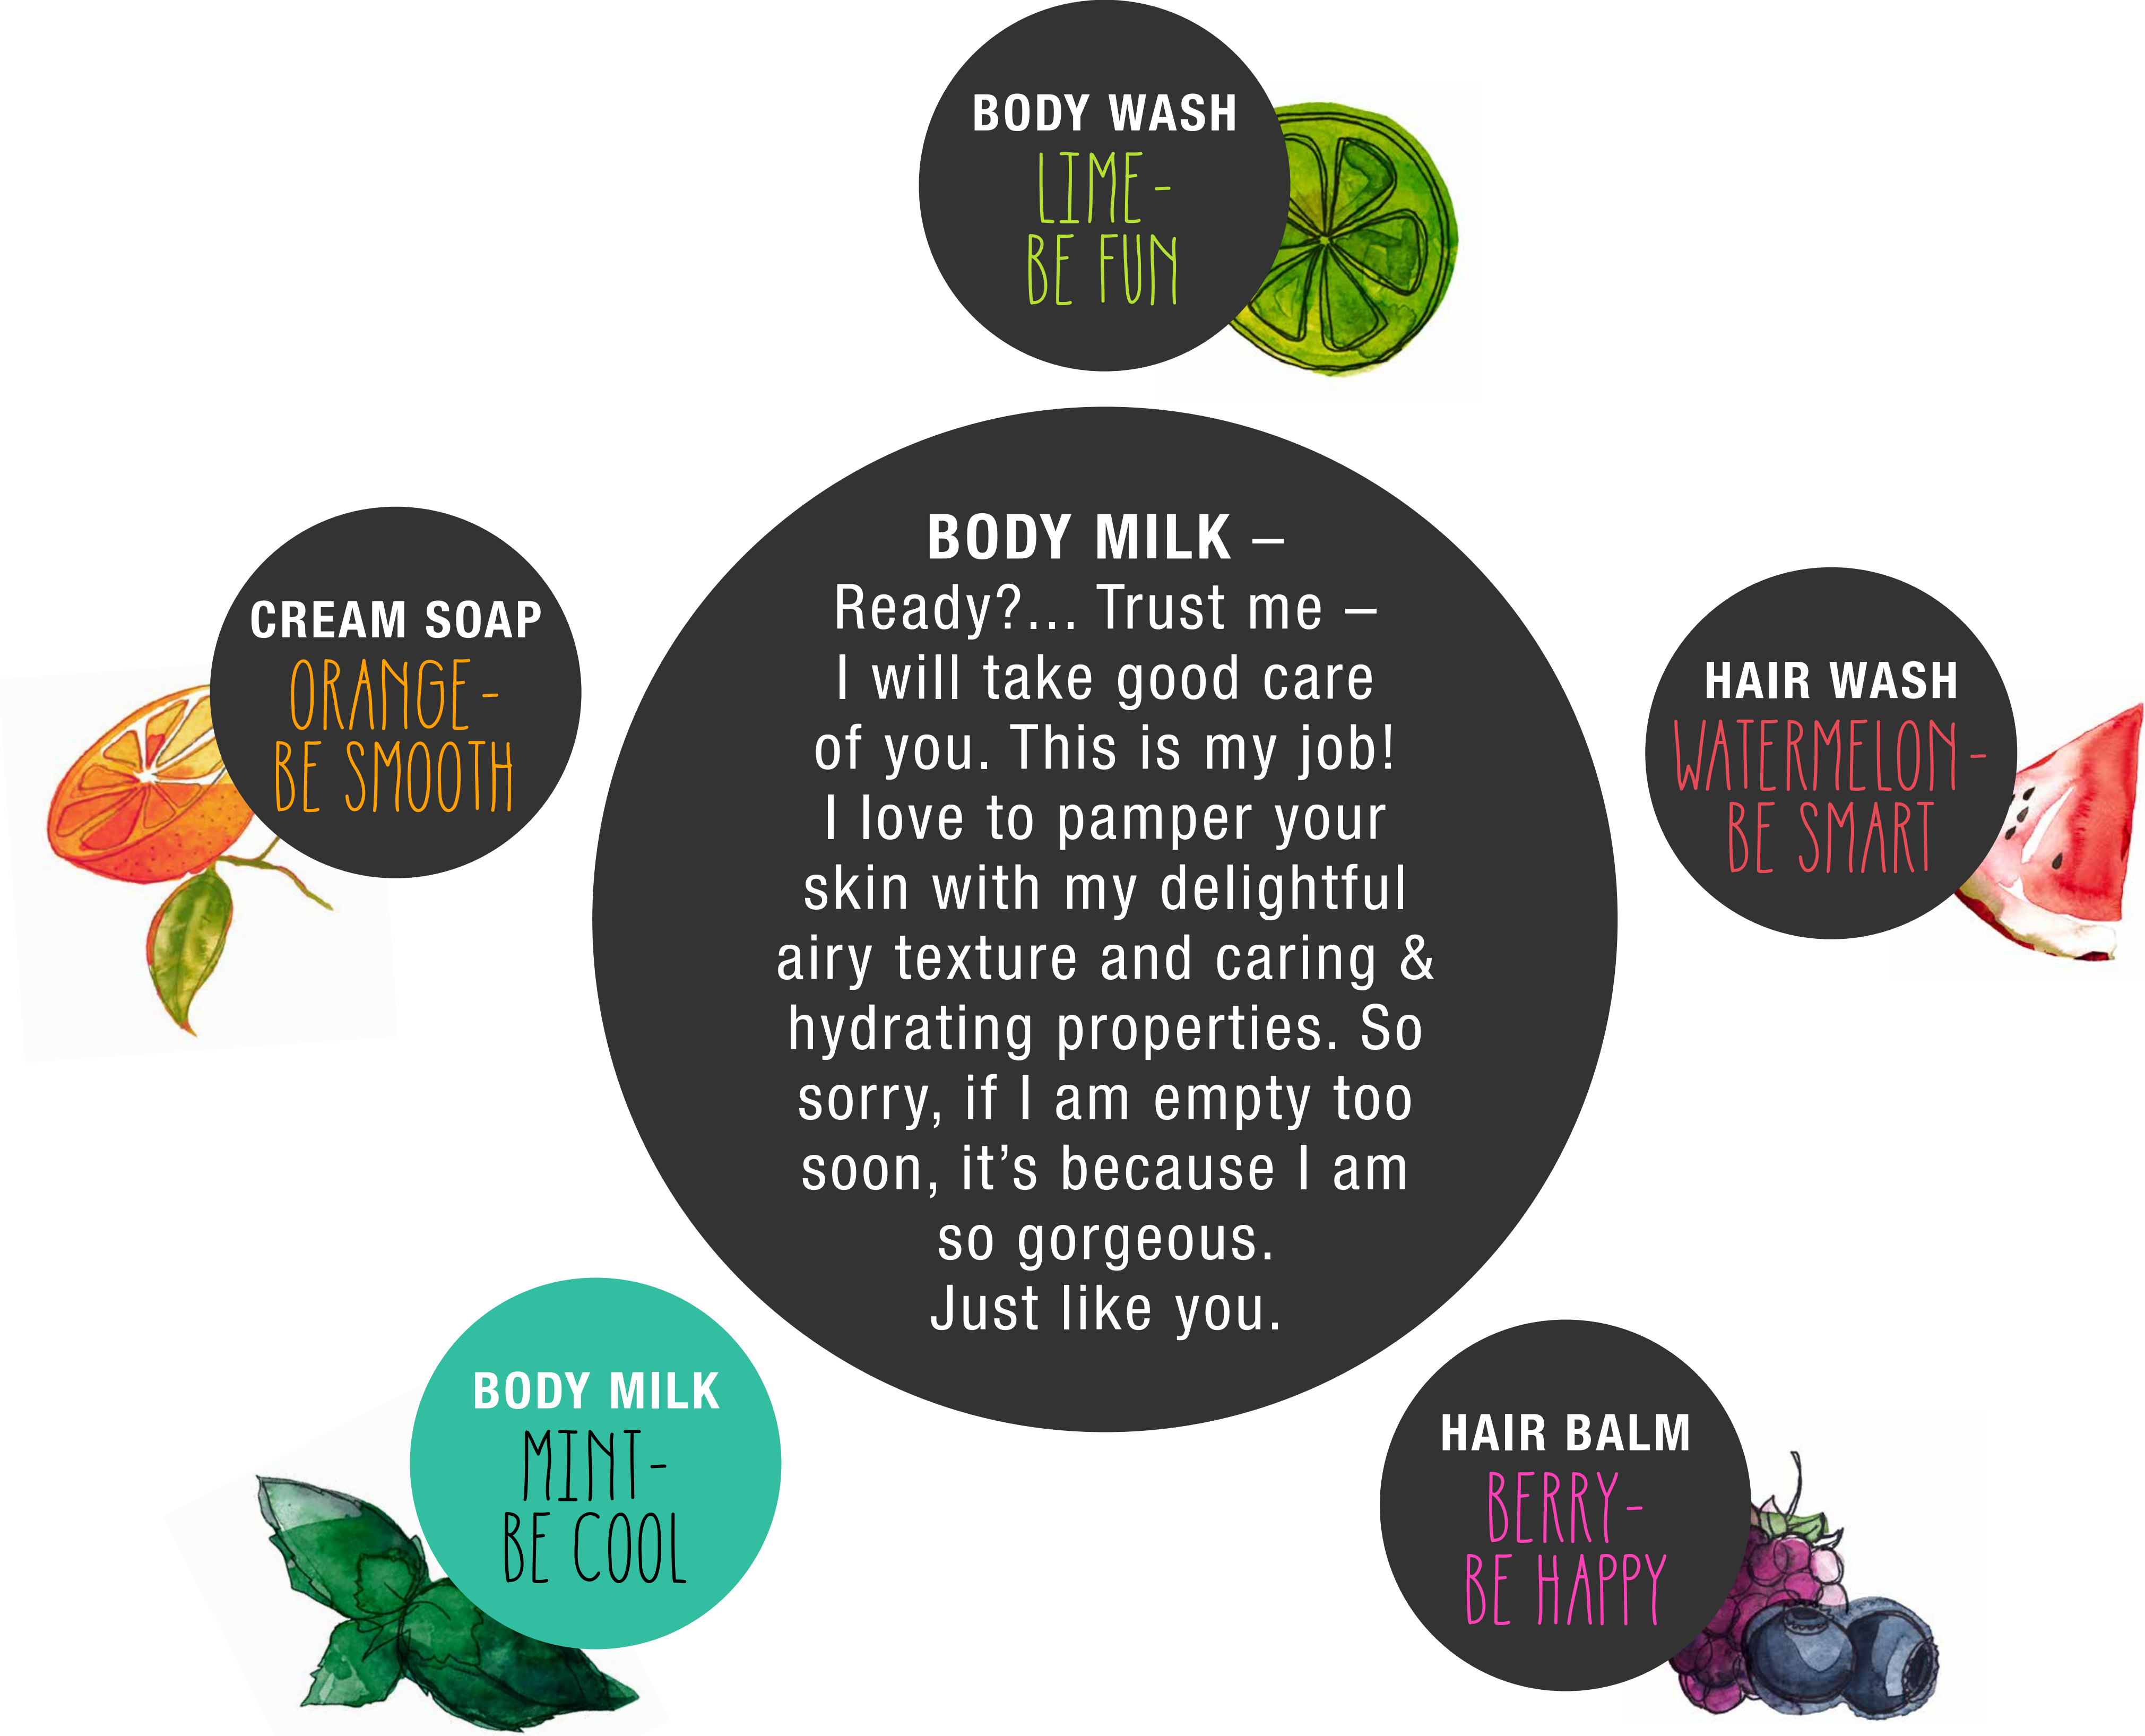 BODY WASH
LIME -
BE FUN
CREAM SOAP
ORANGE -
BE SMOOTH
BODY MILK –
Ready?... Trust me –
I will take good care
of you. This is my job!
I love to pamper your
skin with my delightful
airy texture and caring &
hydrating properties. So
sorry, if I am empty too
soon, it’s because I am
so gorgeous.
Just like you.
HAIR WASH
WATERMELON -
BE SMART
BODY MILK
MINT -
BE COOL
HAIR BALM
BERRY -
BE HAPPY